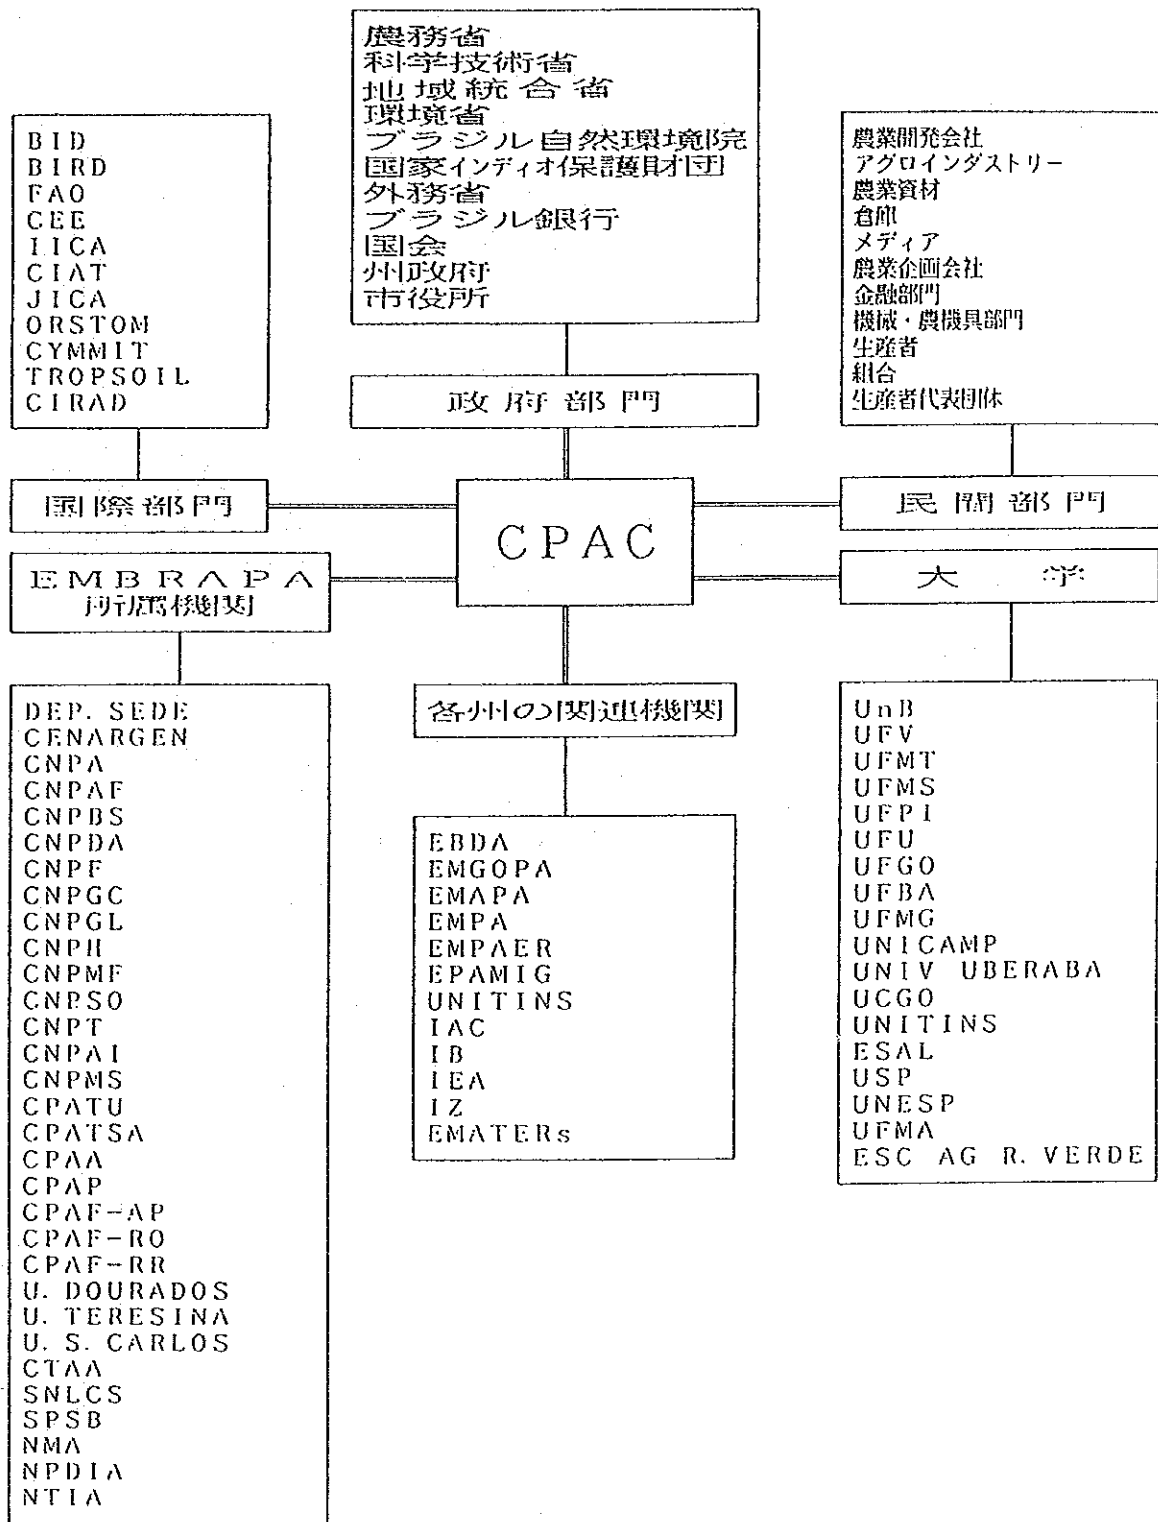 農務省
科学技術省
地域統合省
環境省
ブラジル自然環境院
国家インディオ保護財団
外務省
ブラジル銀行
国会
州政府
市役所
政府部門
BID
BIRD
FAO
CEE
IICA
CIAT
JICA
ORSTOM
CYMMIT
TROPSOIL
CIRAD
国際部門
農業開発会社
アグロインダストリー
農業資材
倉庫
メディア
農業企画会社
金融部門
機械・農機具部門
生産者
組合
生産者代表団体
民間部門
CPAC
EMBRAPA
所属機関
DEP. SEDE
CENARGEN
CNPA
CNPAF
CNPBS
CNPDA
CNPF
CNPGC
CNPGL
CNPH
CNPMF
CNPSO
CNPT
CNPAI
CNPMS
CPATU
CPATSA
CPAA
CPAP
CPAF-AP
CPAF-RO
CPAF-RR
U. DOURADOS
U. TERESINA
U. S. CARLOS
CTAA
SNLCS
SPSB
NMA
NPDIA
NTIA
各州の関連機関
EBDA
EMGOPA
EMAPA
EMPA
EMPAER
EPAMIG
UNITINS
IAC
IB
IEA
IZ
EMATERs
大学
UnB
UFV
UFMT
UFMS
UFPI
UFU
UFGO
UFBA
UFMG
UNICAMP
UNIV UBERABA
UCGO
UNITINS
ESAL
USP
UNESP
UFMA
ESC AG R. VERDE